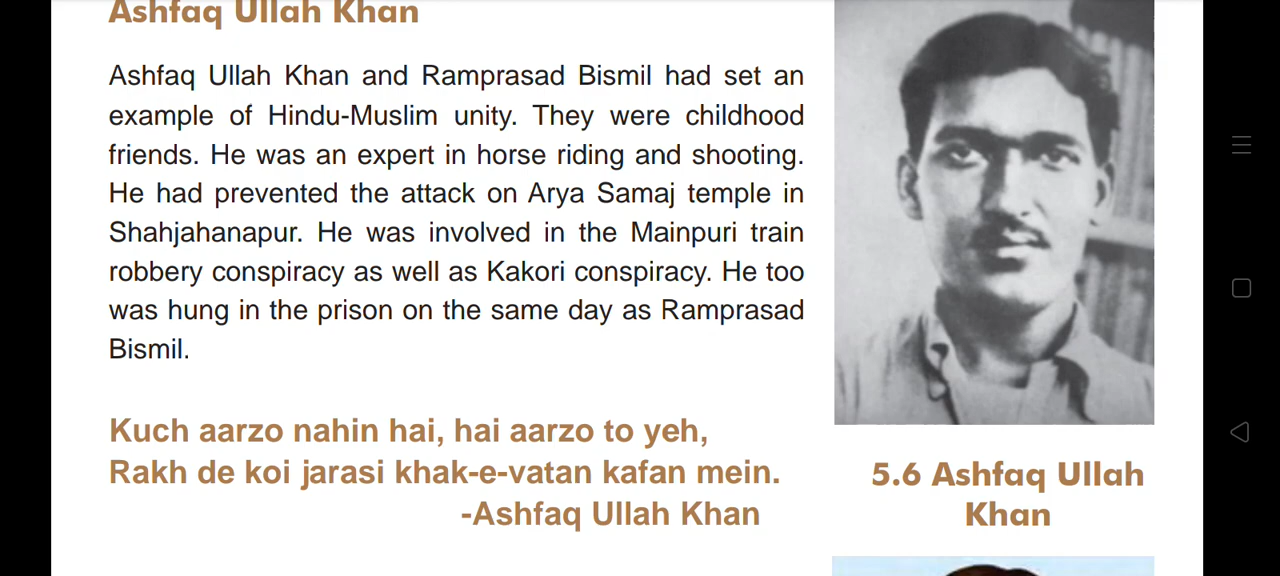 Ashfaq Ullah Khan
Ashfaq Ullah Khan and Ramprasad Bismil had set an
example of Hindu-Muslim unity. They were childhood
friends. He was an expert in horse riding and shooting.
He had prevented the attack on Arya Samaj temple in
Shahjahanapur. He was involved in the Mainpuri train
robbery conspiracy as well as Kakori conspiracy. He too
was hung in the prison on the same day as Ramprasad
Bismil.
Kuch aarzo nahin hai, hai aarzo to yeh,
Rakh de koi jarasi khak-e-vatan kafan mein.
-Ashfaq Ullah Khan
5.6 Ashfaq Ullah
Khan